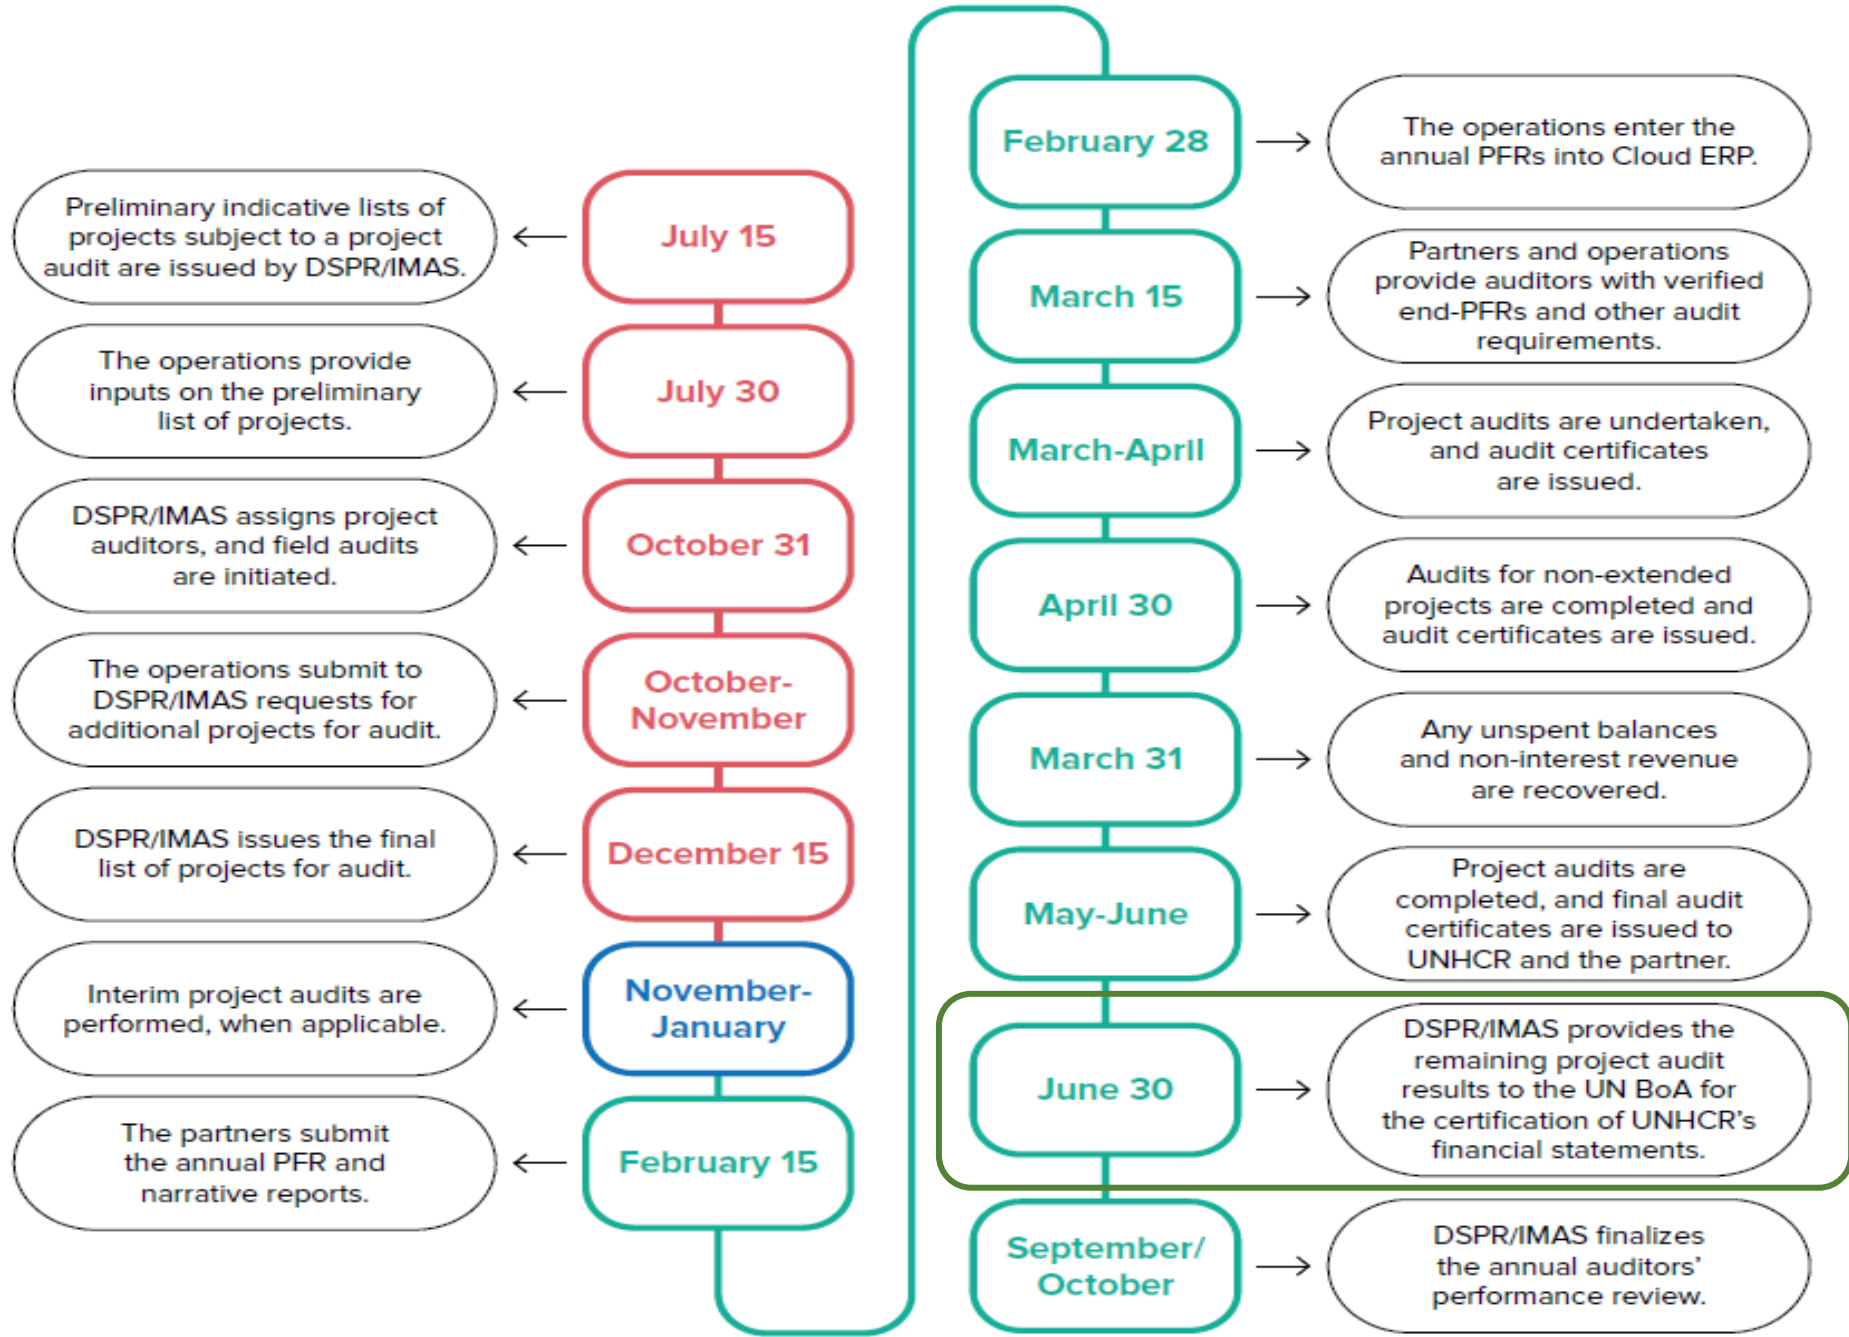 Preliminary indicative lists of
projects subject to a project
audit are issued by DSPR/IMAS.
July 15
The operations provide
inputs on the preliminary
list of projects.
July 30
DSPR/IMAS assigns project
auditors, and field audits
are initiated.
October 31
The operations submit to
DSPR/IMAS requests for
additional projects for audit.
October-
November
DSPR/IMAS issues the final
list of projects for audit.
December 15
Interim project audits are
performed, when applicable.
November-
January
The partners submit
the annual PFR and
narrative reports.
February 15
February 28
The operations enter the
annual PFRs into Cloud ERP.
March 15
Partners and operations
provide auditors with verified
end-PFRs and other audit
requirements.
March-April
Project audits are undertaken,
and audit certificates
are issued.
April 30
Audits for non-extended
projects are completed and
audit certificates are issued.
March 31
Any unspent balances
and non-interest revenue
are recovered.
May-June
Project audits are
completed, and final audit
certificates are issued to
UNHCR and the partner.
June 30
DSPR/IMAS provides the
remaining project audit
results to the UN BoA for
the certification of UNHCR's
financial statements.
September/
October
DSPR/IMAS finalizes
the annual auditors'
performance review.